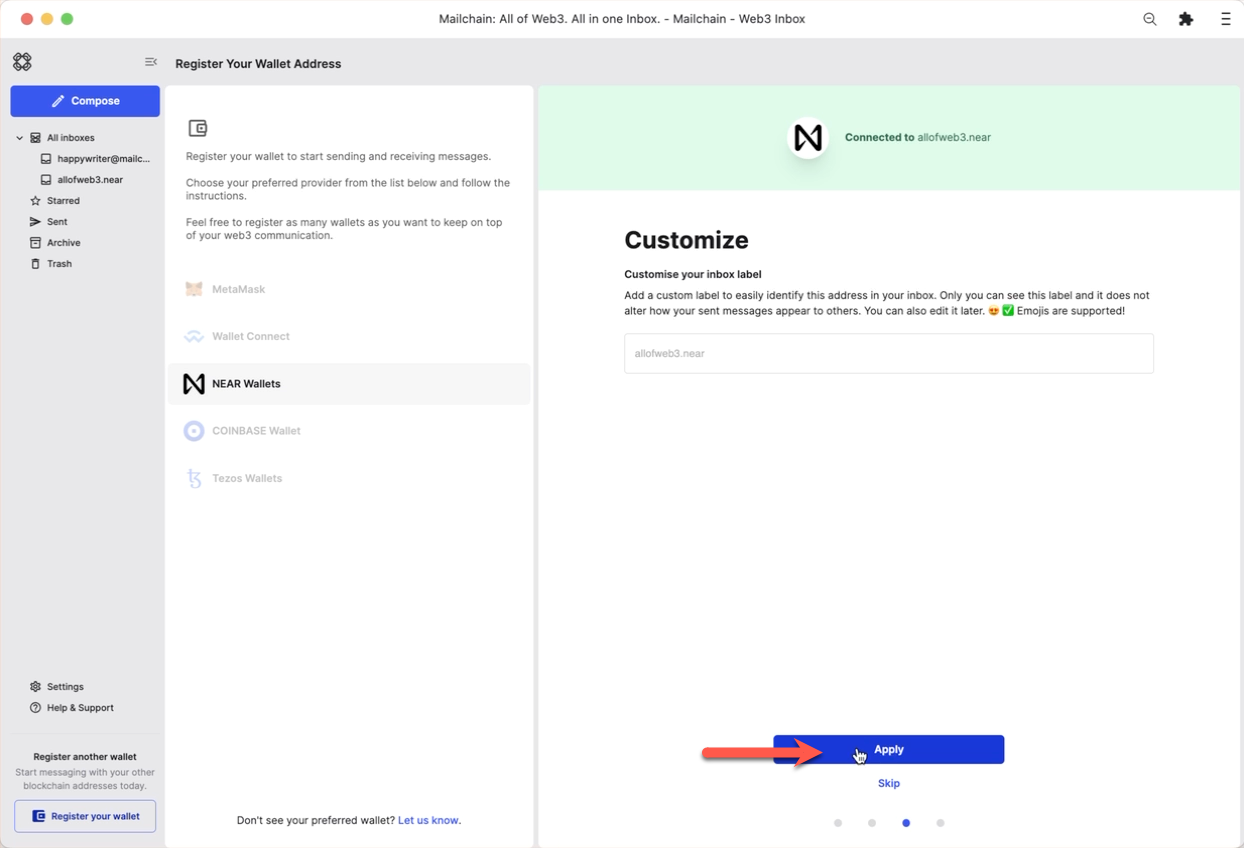 Mailchain: All of Web3. All in one Inbox. - Mailchain - Web3 Inbox
Register Your Wallet Address
Compose
All inboxes
happywriter@mailc...
allofweb3.near
Starred
Sent
Archive
Trash
Settings
Help & Support
Register another wallet
Start messaging with your other
blockchain addresses today.
Register your wallet
Register your wallet to start sending and receiving messages.
Choose your preferred provider from the list below and follow the
instructions.
Feel free to register as many wallets as you want to keep on top
of your web3 communication.
MetaMask
Wallet Connect
NEAR Wallets
COINBASE Wallet
Tezos Wallets
Don't see your preferred wallet? Let us know.
Connected to allofweb3.near
Customize
Customise your inbox label
Add a custom label to easily identify this address in your inbox. Only you can see this label and it does not
alter how your sent messages appear to others. You can also edit it later. 😍 ✅ Emojis are supported!
allofweb3.near
Apply
Skip